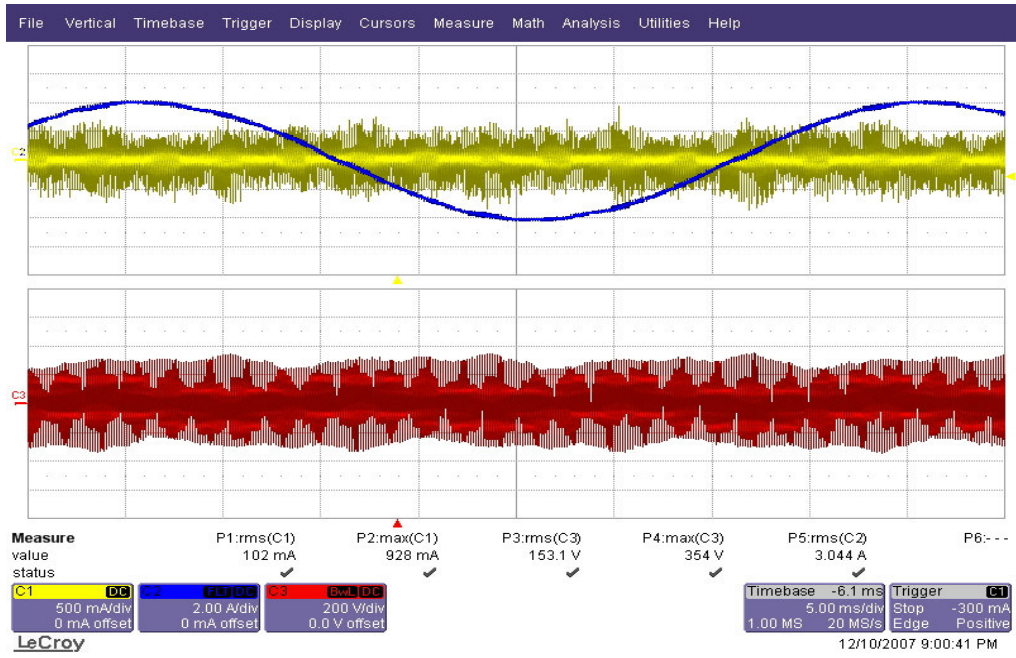 File Vertical Timebase Trigger Display Cursors Measure Math Analysis Utilities Help
C2
C3
Measure P1:rms(C1) P2:max(C1) P3:rms(C3) P4:max(C3) P5:rms(C2) P6:- - -
value 102 mA 928 mA 153.1 V 354 V 3.044 A
status
C1 DC C2 FLT DC C3 BwL DC Timebase -6.1 ms Trigger C1
500 mA/div 2.00 A/div 200 V/div 5.00 ms/div Stop -300 mA
0 mA offset 0 mA offset 0.0 V offset 1.00 MS 20 MS/s Edge Positive
LeCroy 12/10/2007 9:00:41 PM